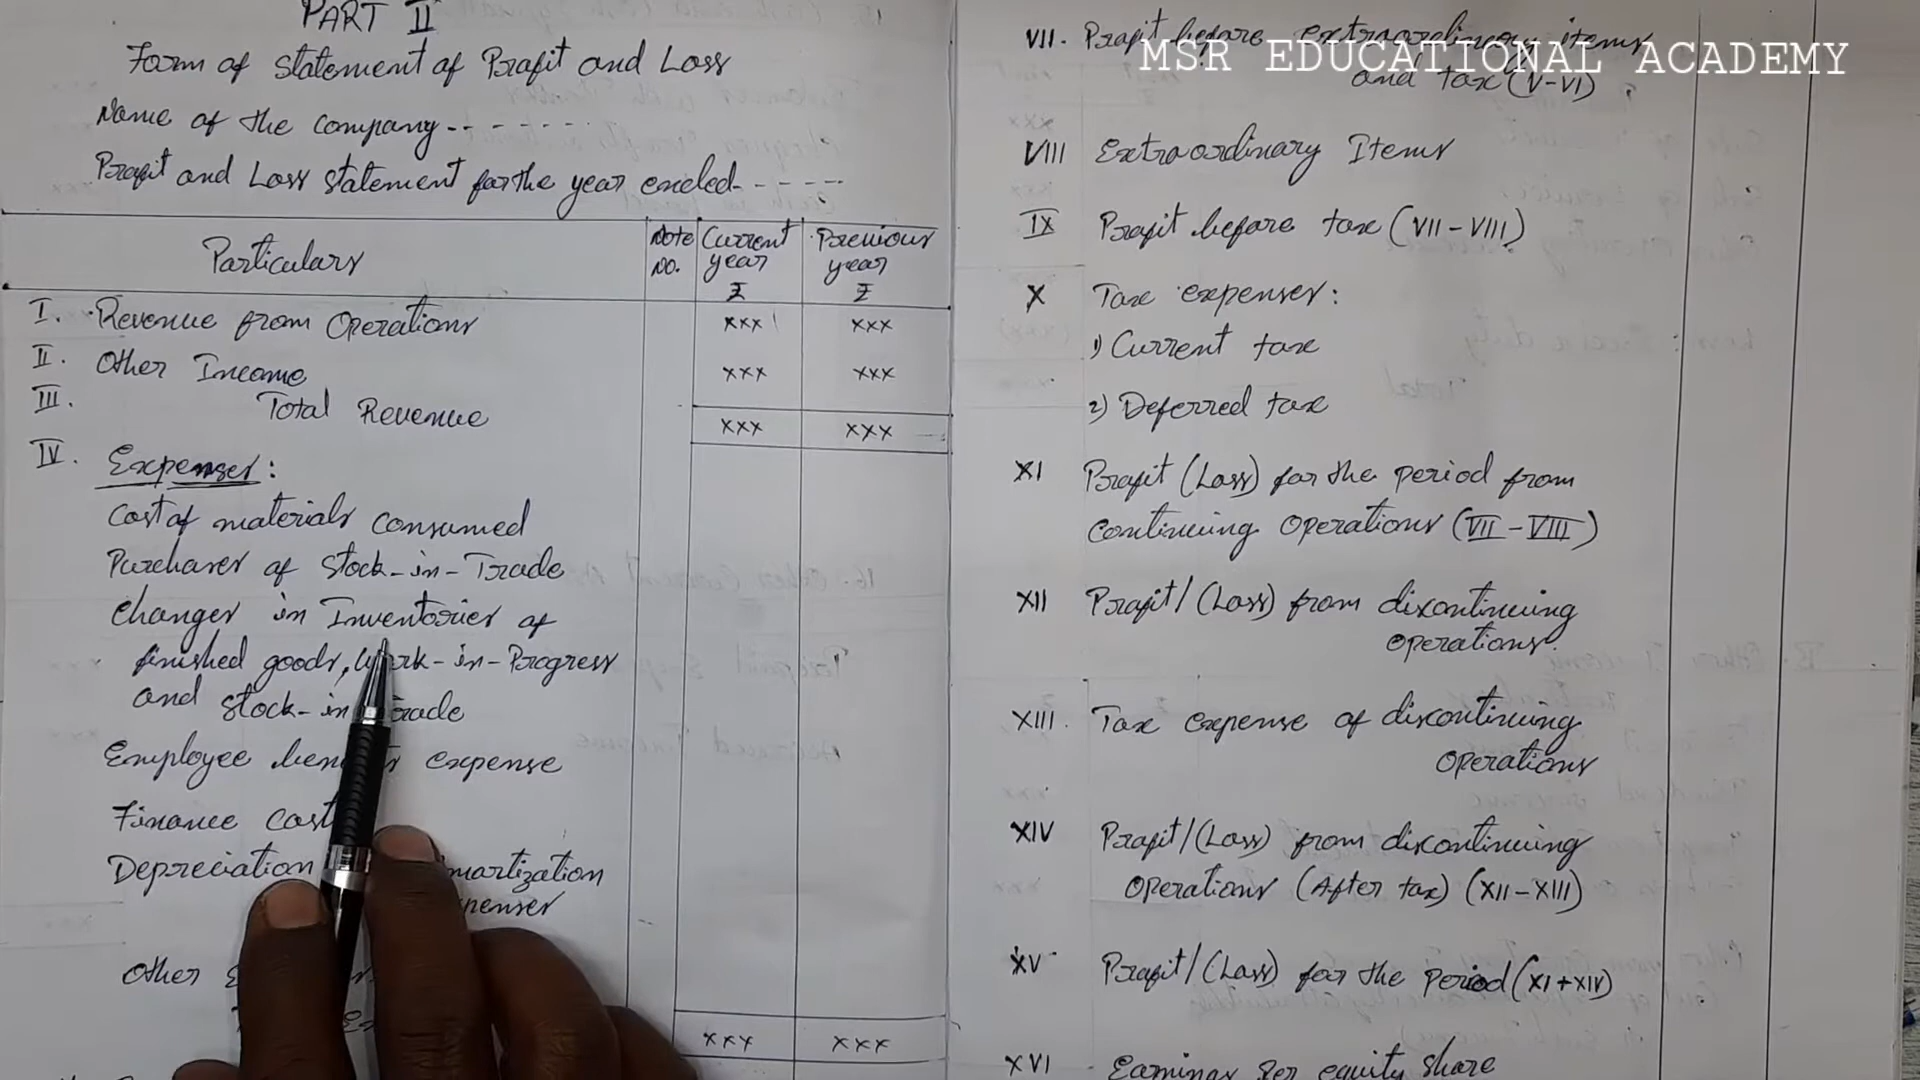 PART II
Form of Statement of Profit and Loss
Name of the company-- - - - - - -
Profit and Loss statement for the year ended- - - - - -
Particulars
Note No.
Current year ₹
Previous year ₹
I. Revenue from Operations xxx xxx
II. Other Income xxx xxx
III. Total Revenue xxx xxx
IV. Expenses:
Cost of materials consumed
Purchases of Stock-in-Trade
Changes in Inventories of
finished goods, Work-in-Progress
and Stock-in Trade
Employee expense
Finance cost
Depreciation
Other
xxx xxx
MSR EDUCATIONAL ACADEMY
VII. Profit before extraordinary items
and tax (V-VI)
VIII Extraordinary Items
IX Profit before tax (VII-VIII)
X Tax expenses:
1) Current tax
2) Deferred tax
XI Profit (Loss) for the period from
continuing operations (VII-VIII)
XII Profit/(Loss) from discontinuing
operations.
XIII. Tax expense of discontinuing
operations
XIV Profit/(Loss) from discontinuing
operations (After tax) (XII-XIII)
XV Profit/(Loss) for the Period (XI+XIV)
XVI Earnings per equity share